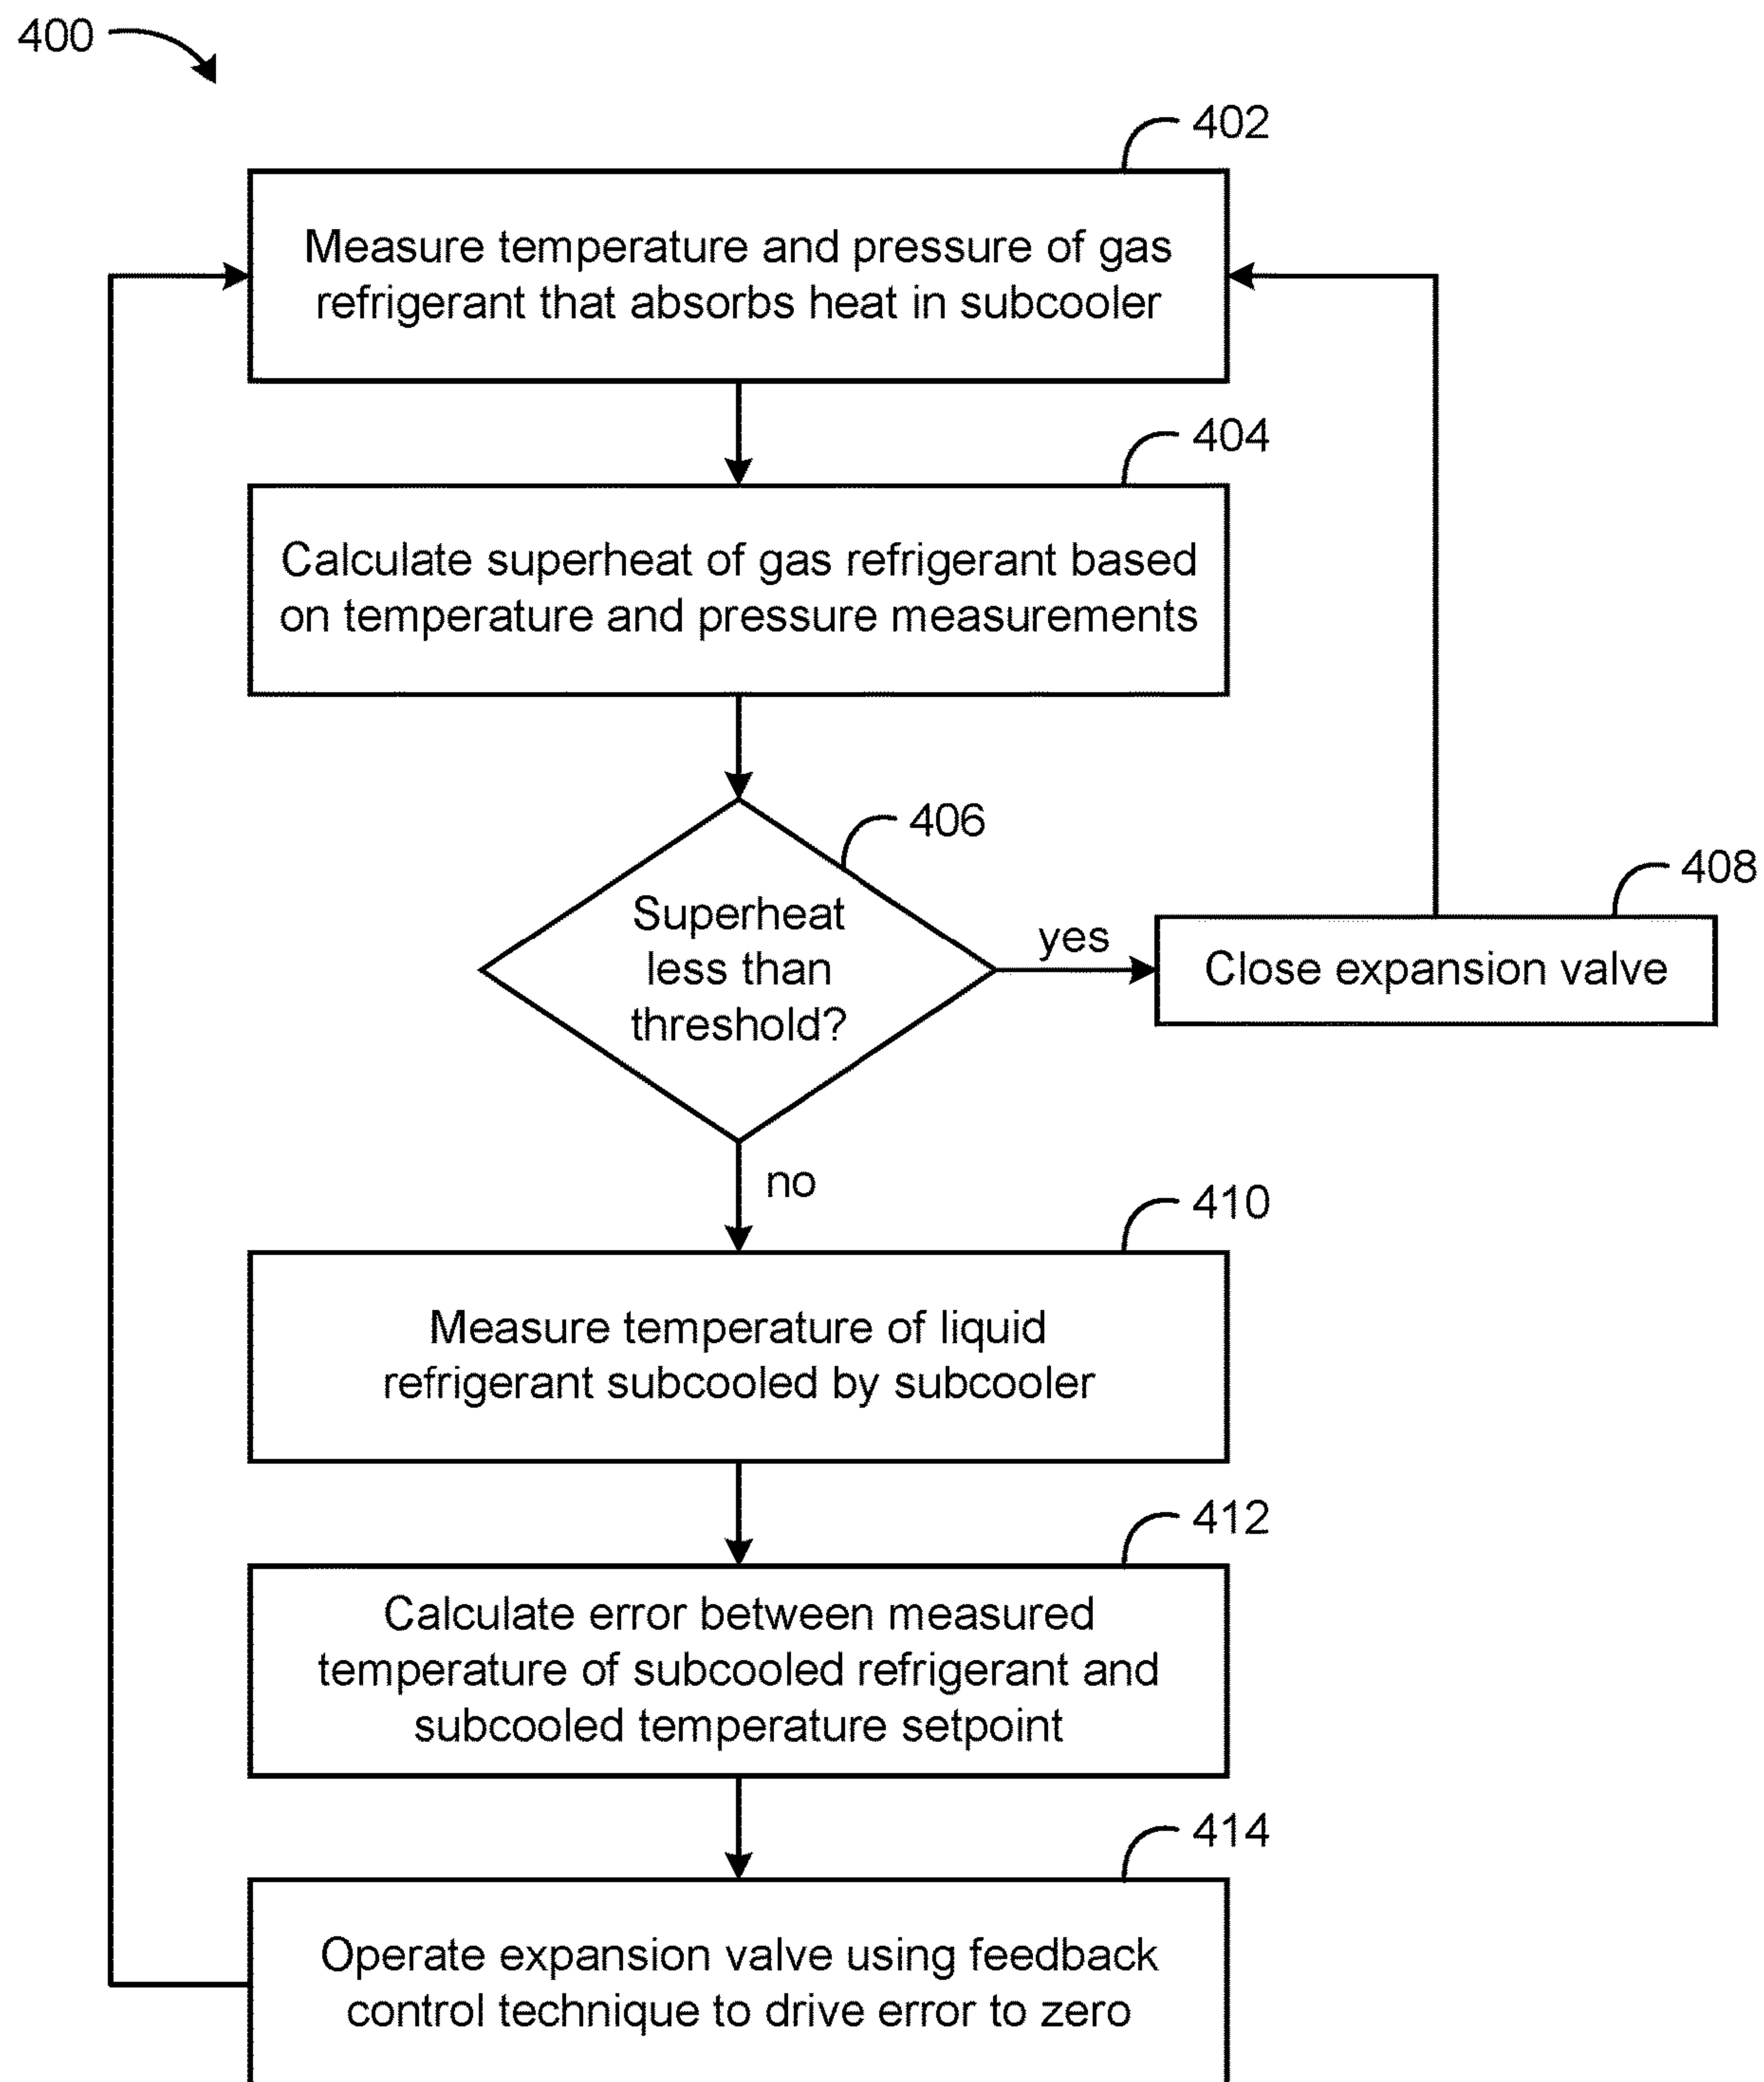 400
402
Measure temperature and pressure of gas
refrigerant that absorbs heat in subcooler
404
Calculate superheat of gas refrigerant based
on temperature and pressure measurements
406
Superheat
less than
threshold?
yes
408
Close expansion valve
no
410
Measure temperature of liquid
refrigerant subcooled by subcooler
412
Calculate error between measured
temperature of subcooled refrigerant and
subcooled temperature setpoint
414
Operate expansion valve using feedback
control technique to drive error to zero